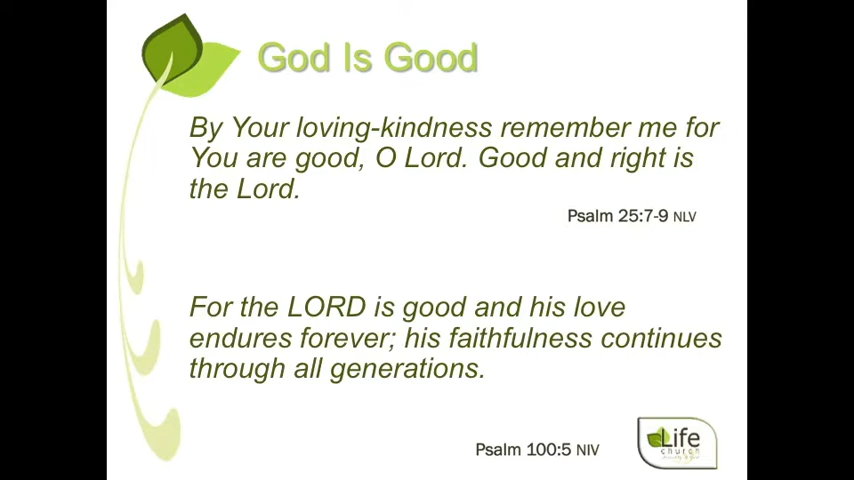 God Is Good
By Your loving-kindness remember me for
You are good, O Lord. Good and right is
the Lord.
Psalm 25:7-9 NLV
For the LORD is good and his love
endures forever; his faithfulness continues
through all generations.
Psalm 100:5 NIV
Life
church